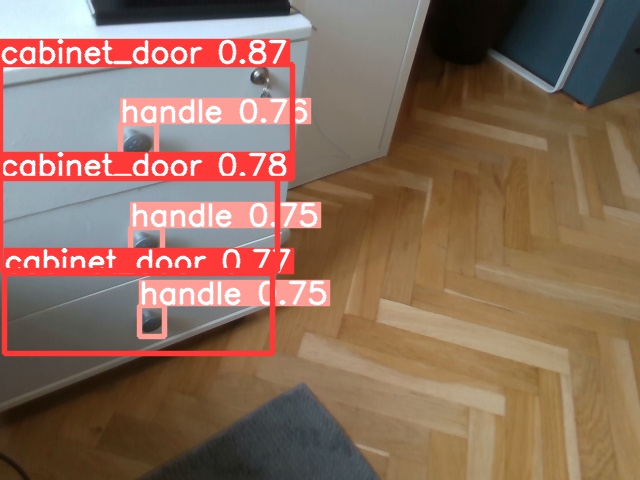 cabinet_door 0.87
handle 0.76
cabinet_door 0.78
handle 0.75
cabinet_door 0.77
handle 0.75